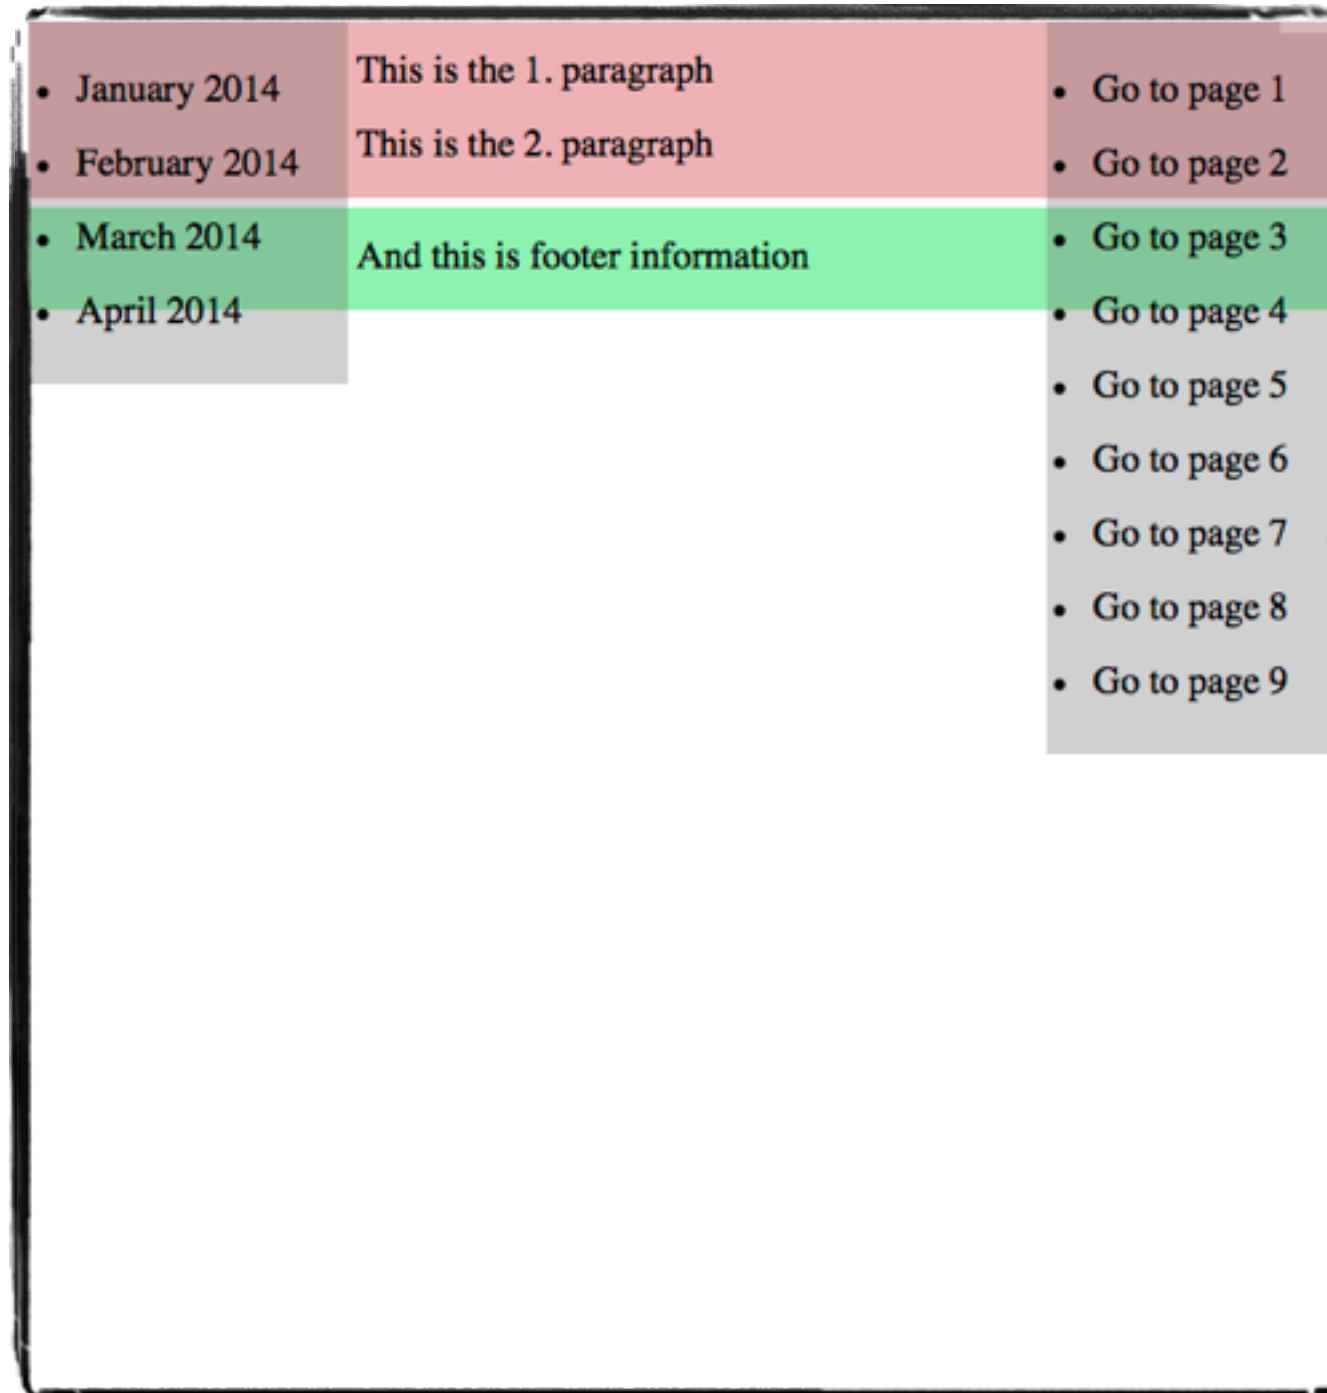 January 2014
February 2014
March 2014
April 2014
This is the 1. paragraph
This is the 2. paragraph
And this is footer information
Go to page 1
Go to page 2
Go to page 3
Go to page 4
Go to page 5
Go to page 6
Go to page 7
Go to page 8
Go to page 9